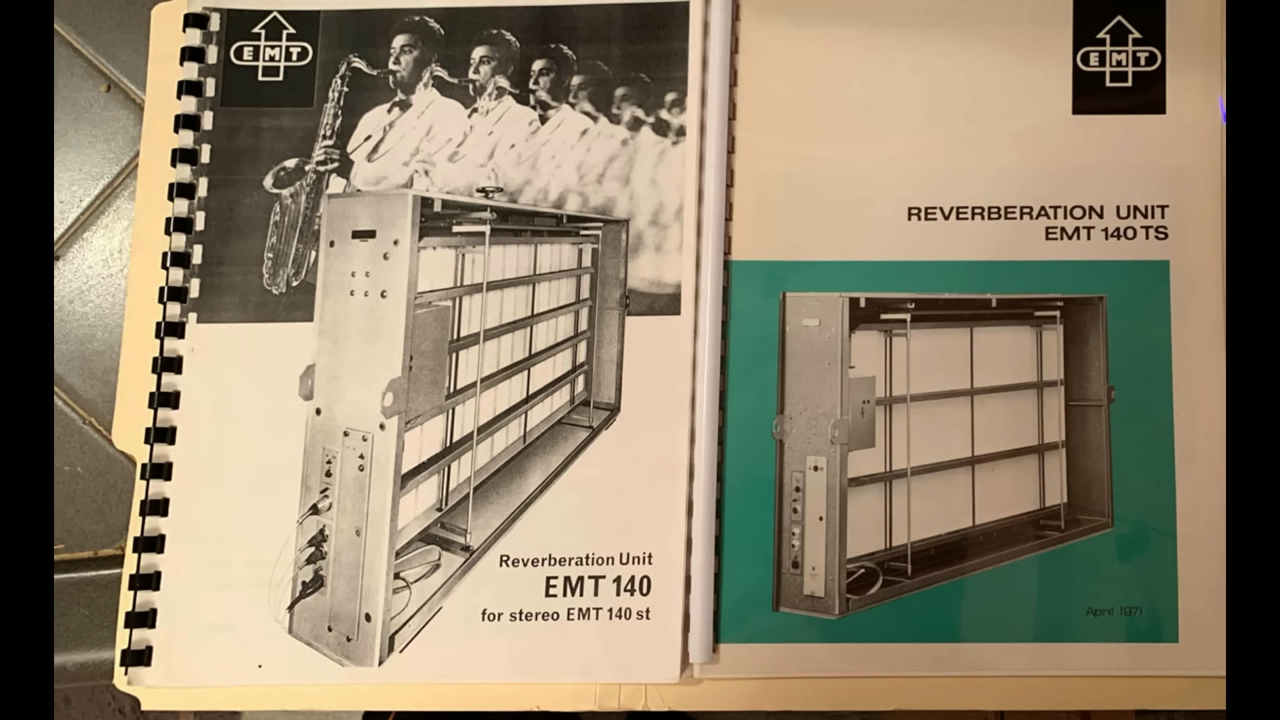 EMT
Reverberation Unit
EMT 140
for stereo EMT 140 st
EMT
REVERBERATION UNIT
EMT 140 TS
April 1971